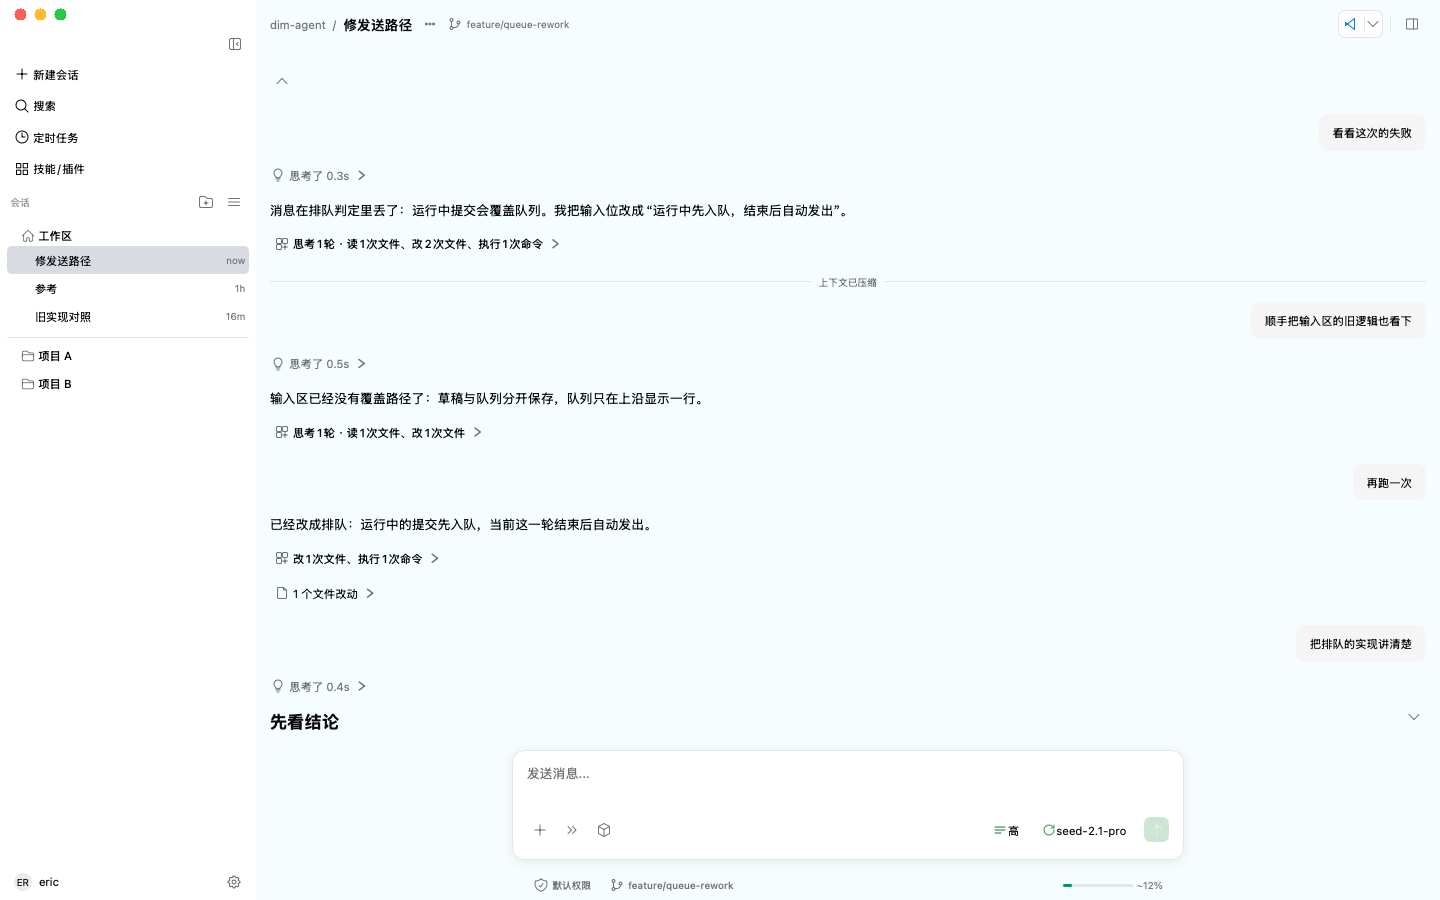 新建会话
搜索
定时任务
技能/插件
会话
工作区
修发送路径 now
参考 1h
旧实现对照 16m
项目 A
项目 B
ER eric
dim-agent / 修发送路径 ··· feature/queue-rework
看看这次的失败
思考了 0.3s
消息在排队判定里丢了：运行中提交会覆盖队列。我把输入位改成“运行中先入队，结束后自动发出”。
思考1轮 · 读1次文件、改2次文件、执行1次命令
上下文已压缩
顺手把输入区的旧逻辑也看下
思考了 0.5s
输入区已经没有覆盖路径了：草稿与队列分开保存，队列只在上沿显示一行。
思考1轮 · 读1次文件、改1次文件
再跑一次
已经改成排队：运行中的提交先入队，当前这一轮结束后自动发出。
改1次文件、执行1次命令
1 个文件改动
把排队的实现讲清楚
思考了 0.4s
先看结论
发送消息...
高 seed-2.1-pro
默认权限 feature/queue-rework ~12%